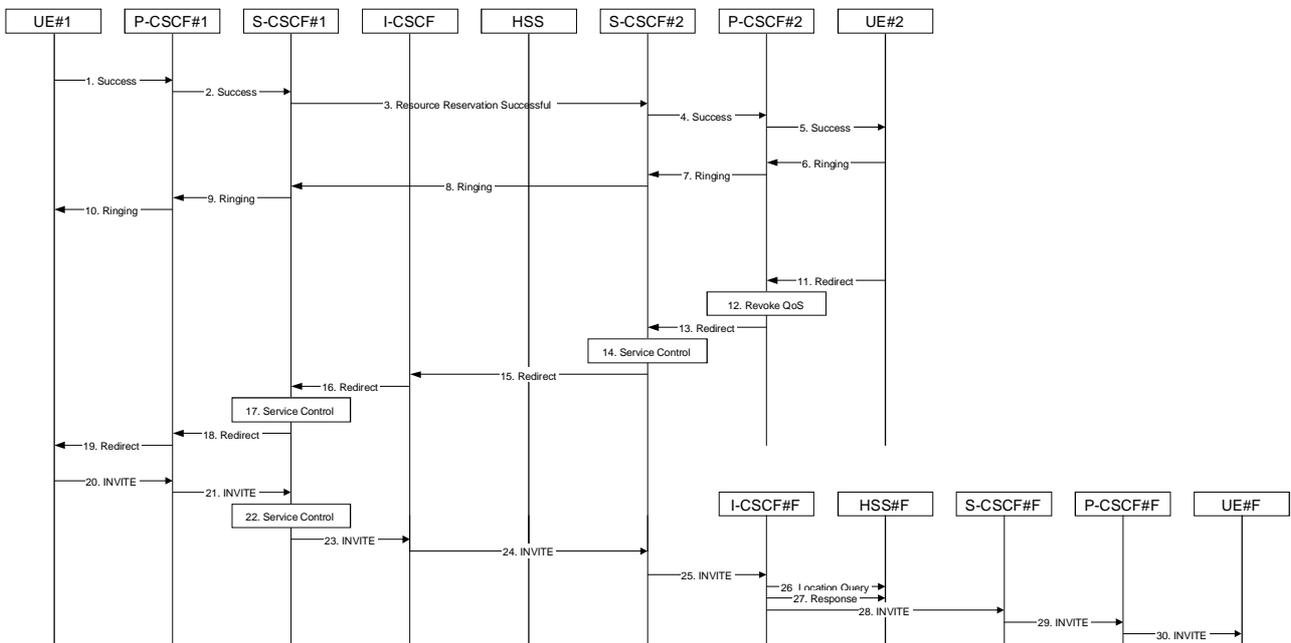 UE#1 P-CSCF#1 S-CSCF#1 I-CSCF HSS S-CSCF#2 P-CSCF#2 UE#2
1. Success
2. Success
3. Resource Reservation Successful
4. Success
5. Success
6. Ringing
7. Ringing
8. Ringing
9. Ringing
10. Ringing
11. Redirect
12. Revoke QoS
13. Redirect
14. Service Control
15. Redirect
16. Redirect
17. Service Control
18. Redirect
19. Redirect
20. INVITE
21. INVITE
I-CSCF#F HSS#F S-CSCF#F P-CSCF#F UE#F
22. Service Control
23. INVITE
24. INVITE
25. INVITE
26. Location Query
27. Response
28. INVITE
29. INVITE
30. INVITE